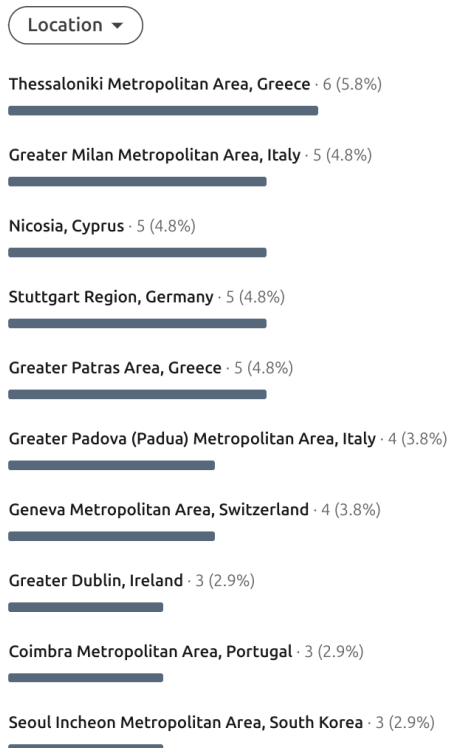 Location
Thessaloniki Metropolitan Area, Greece · 6 (5.8%)
Greater Milan Metropolitan Area, Italy · 5 (4.8%)
Nicosia, Cyprus · 5 (4.8%)
Stuttgart Region, Germany · 5 (4.8%)
Greater Patras Area, Greece · 5 (4.8%)
Greater Padova (Padua) Metropolitan Area, Italy · 4 (3.8%)
Geneva Metropolitan Area, Switzerland · 4 (3.8%)
Greater Dublin, Ireland · 3 (2.9%)
Coimbra Metropolitan Area, Portugal · 3 (2.9%)
Seoul Incheon Metropolitan Area, South Korea · 3 (2.9%)